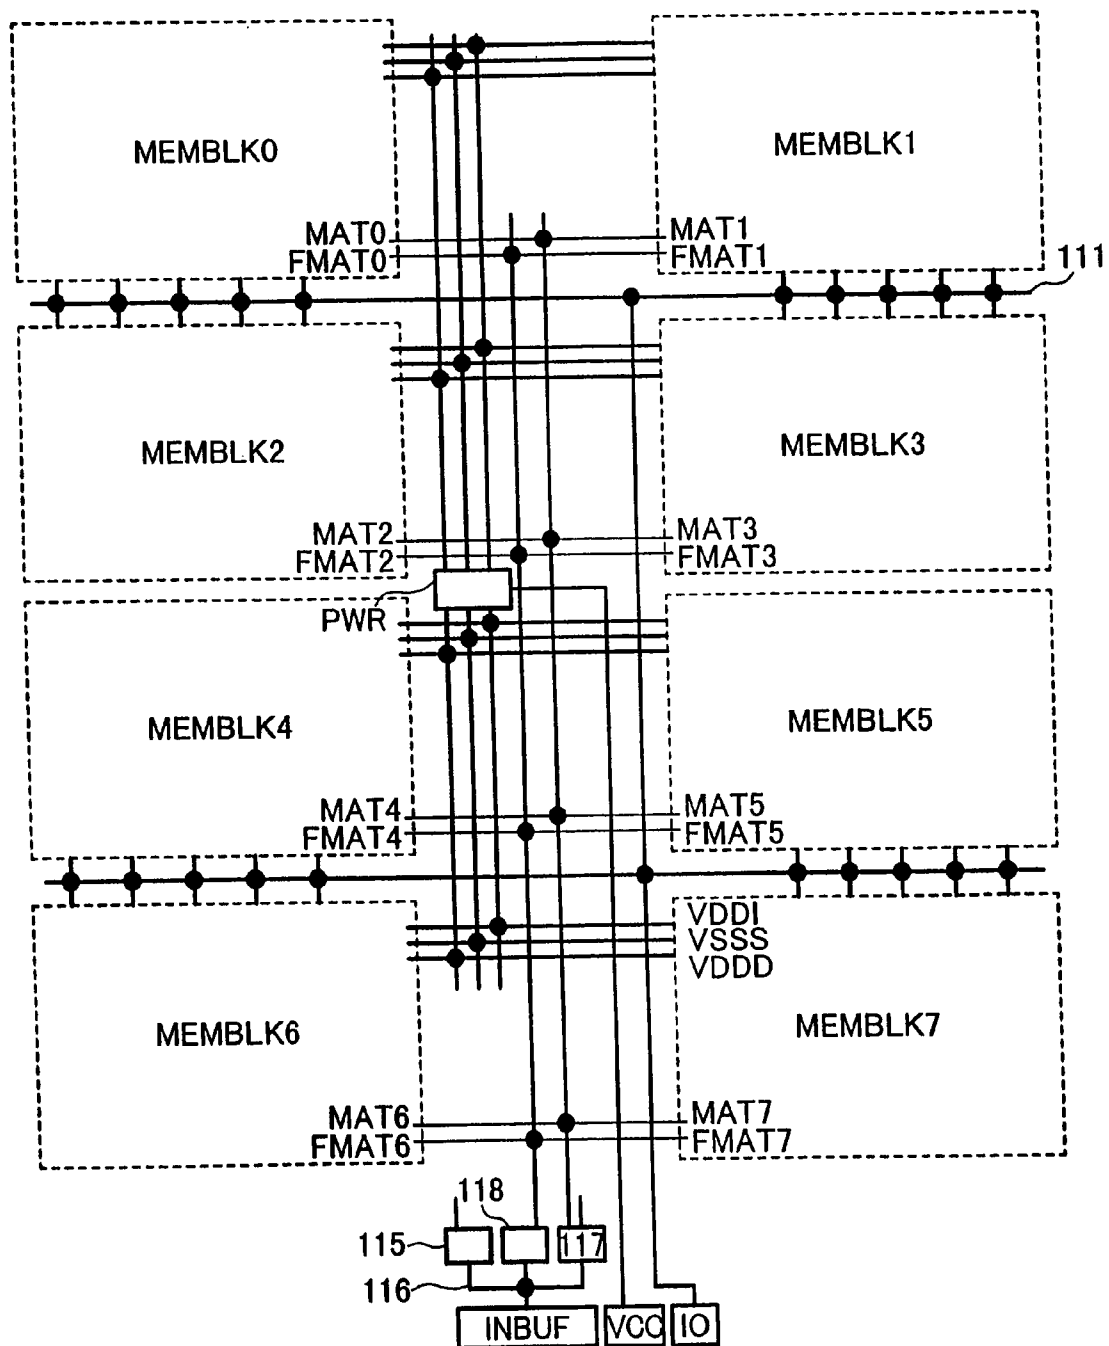 MEMBLK0
MEMBLK1
MAT0
MAT1
FMAT0
FMAT1
111
MEMBLK2
MEMBLK3
MAT2
MAT3
FMAT2
FMAT3
PWR
MEMBLK4
MEMBLK5
MAT4
MAT5
FMAT4
FMAT5
VDDI
VSSS
VDDD
MEMBLK6
MEMBLK7
MAT6
MAT7
FMAT6
FMAT7
118
115
117
116
INBUF
VCC
IO